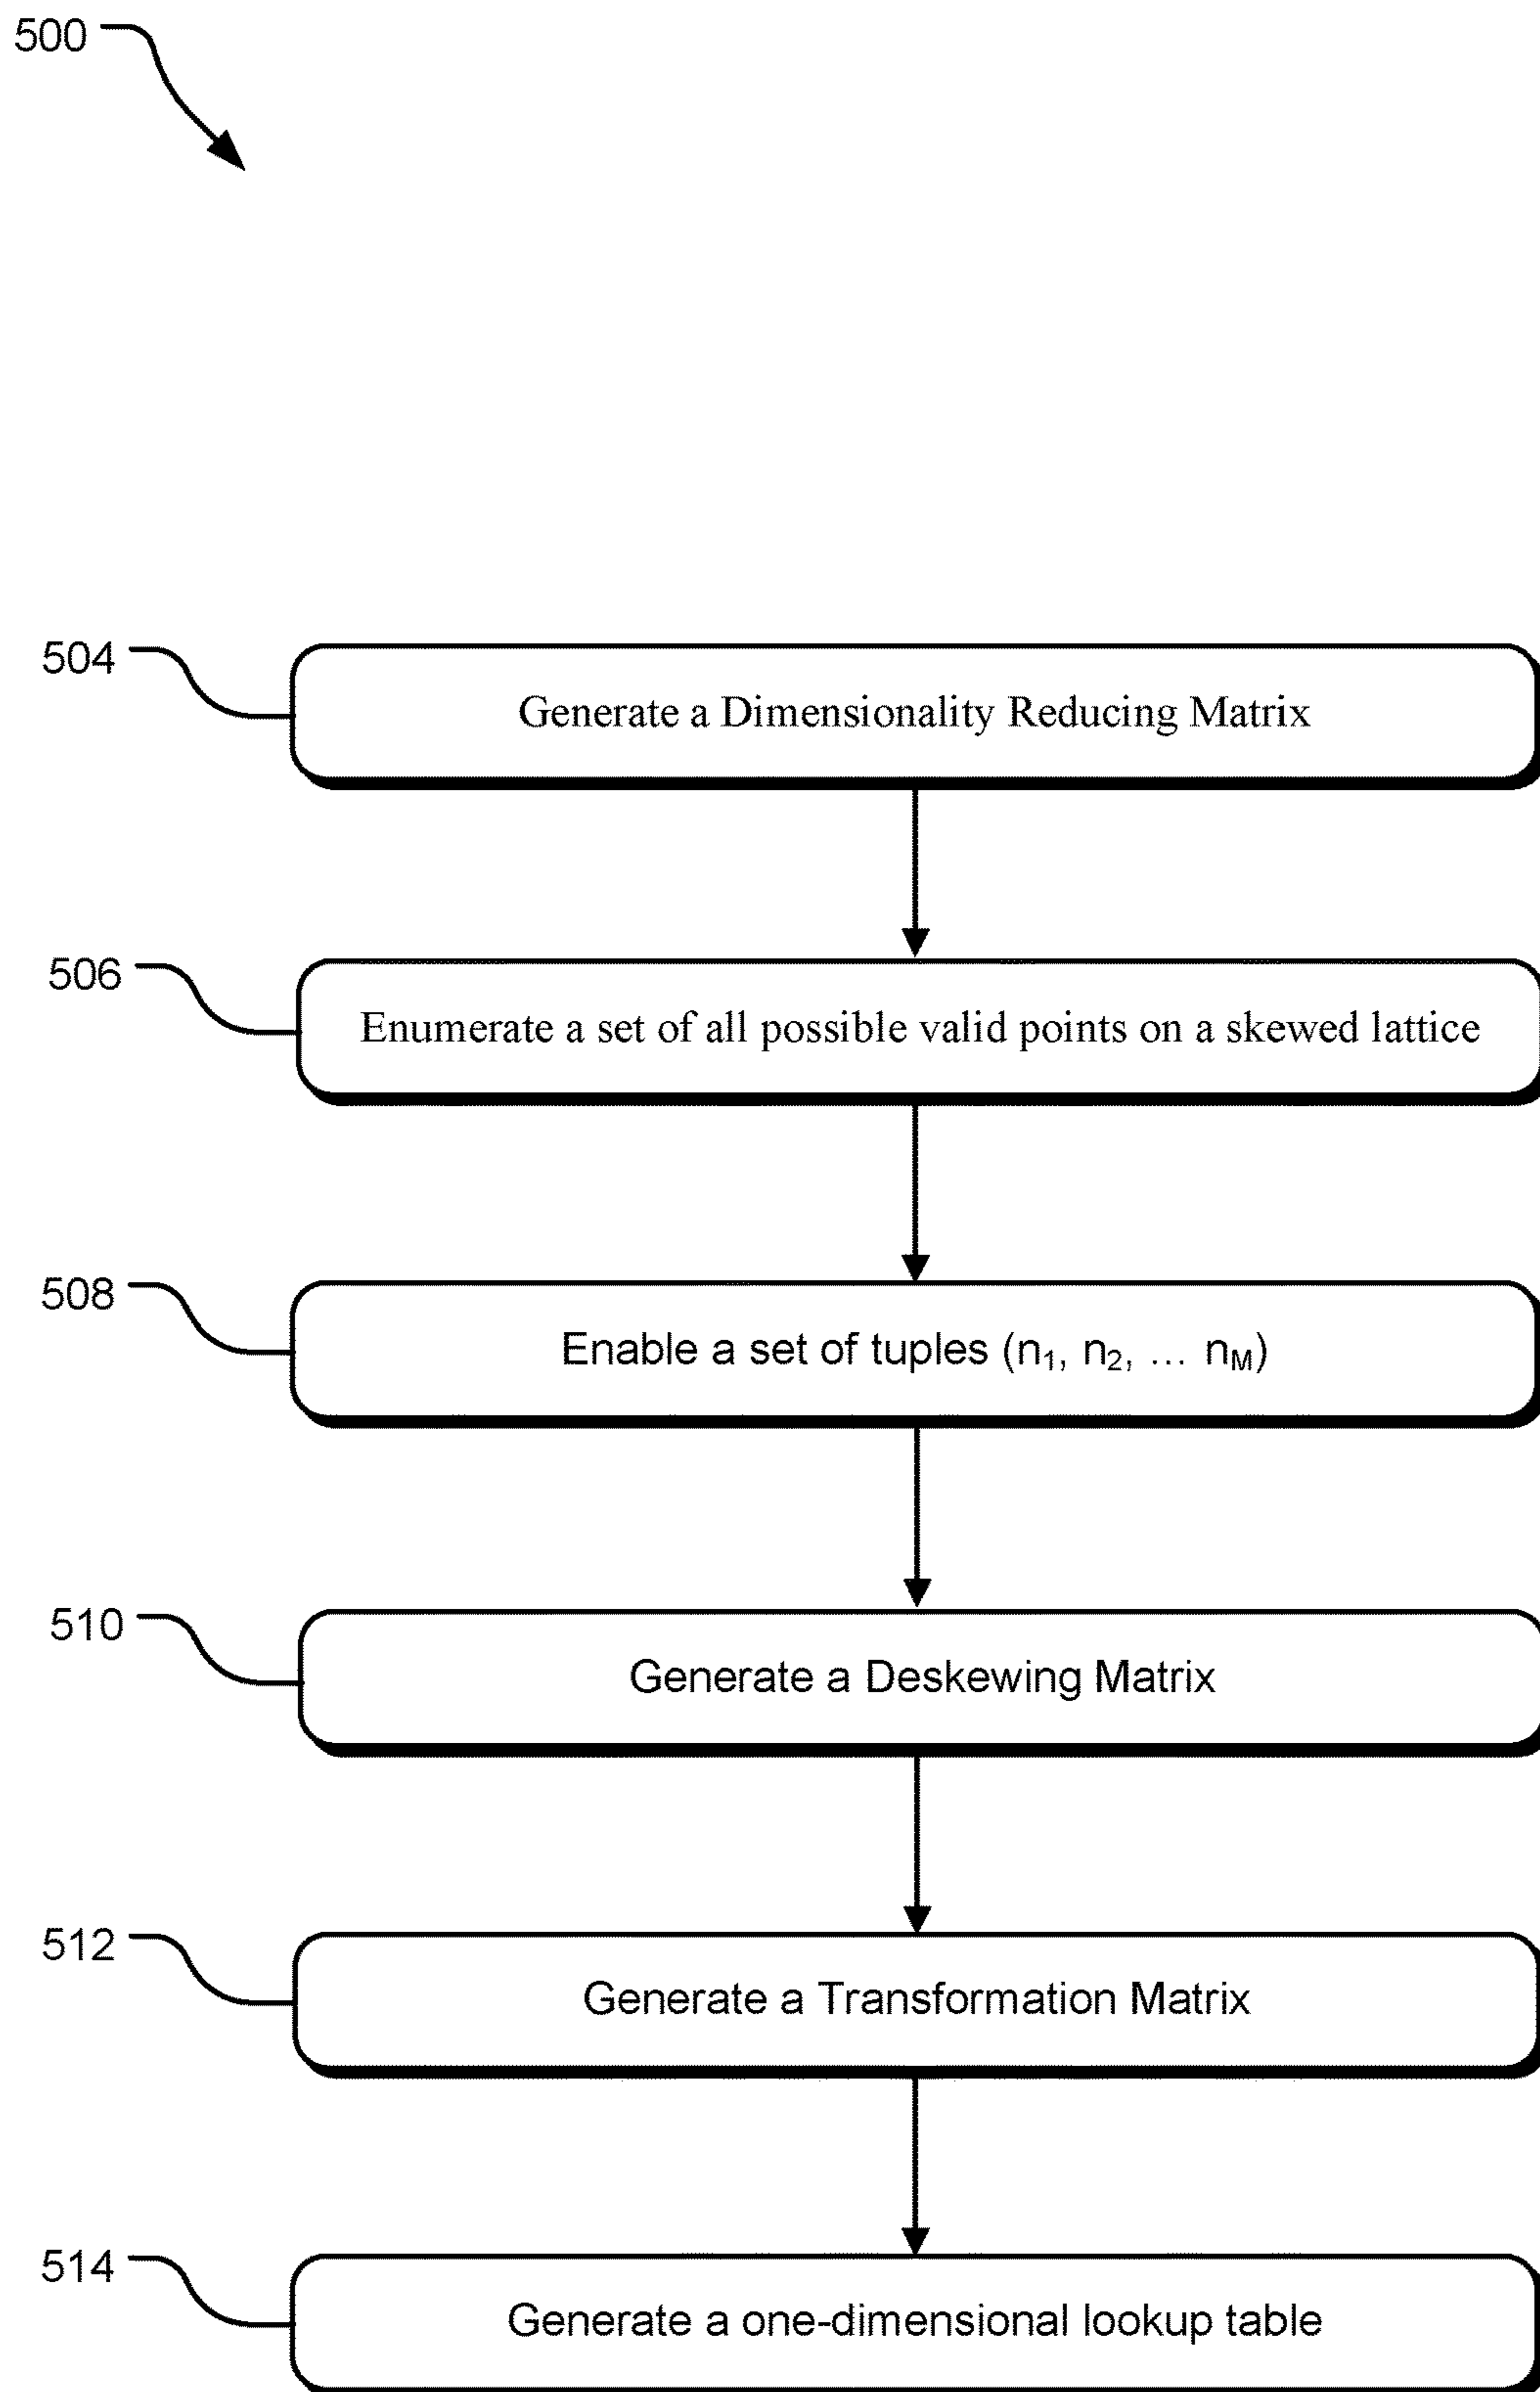 500
504
Generate a Dimensionality Reducing Matrix
506
Enumerate a set of all possible valid points on a skewed lattice
508
Enable a set of tuples (n₁, n₂, … n_M)
510
Generate a Deskewing Matrix
512
Generate a Transformation Matrix
514
Generate a one-dimensional lookup table